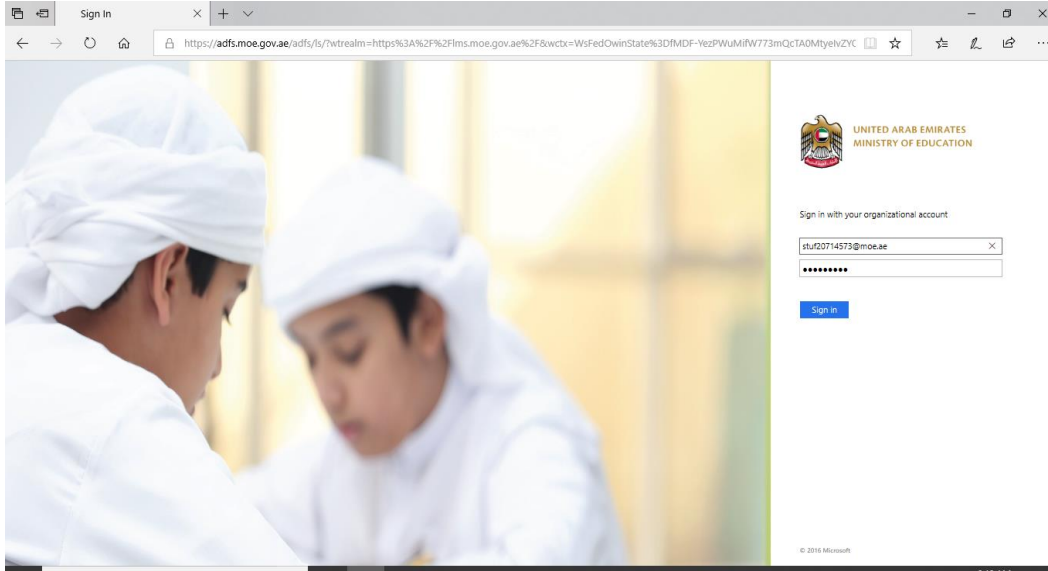 Sign In
https://adfs.moe.gov.ae/adfs/ls/?wtrealm=https%3A%2F%2Flms.moe.gov.ae%2F&wctx=WsFedOwinState%3DfMDF-YezPWuMifW773mQcTA0MtyeIvZYC
UNITED ARAB EMIRATES
MINISTRY OF EDUCATION
Sign in with your organizational account
stuf20714573@moe.ae
•••••••••
Sign in
© 2016 Microsoft